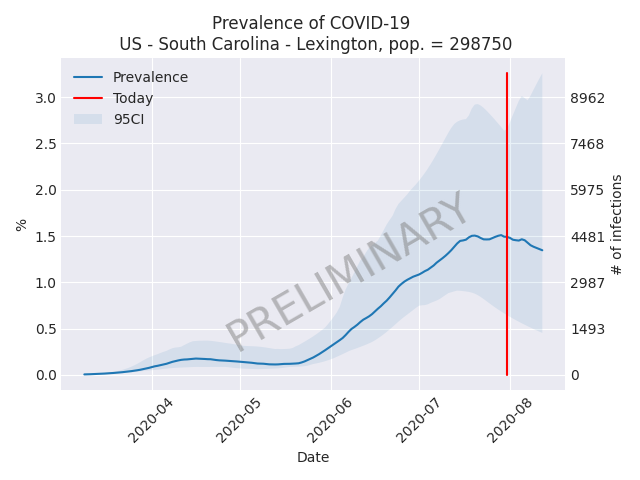 Prevalence of COVID-19
US - South Carolina - Lexington, pop. = 298750
Prevalence
Today
95CI
PRELIMINARY
%
3.0
2.5
2.0
1.5
1.0
0.5
0.0
8962
7468
5975
4481
2987
1493
0
# of infections
2020-04
2020-05
2020-06
2020-07
2020-08
Date